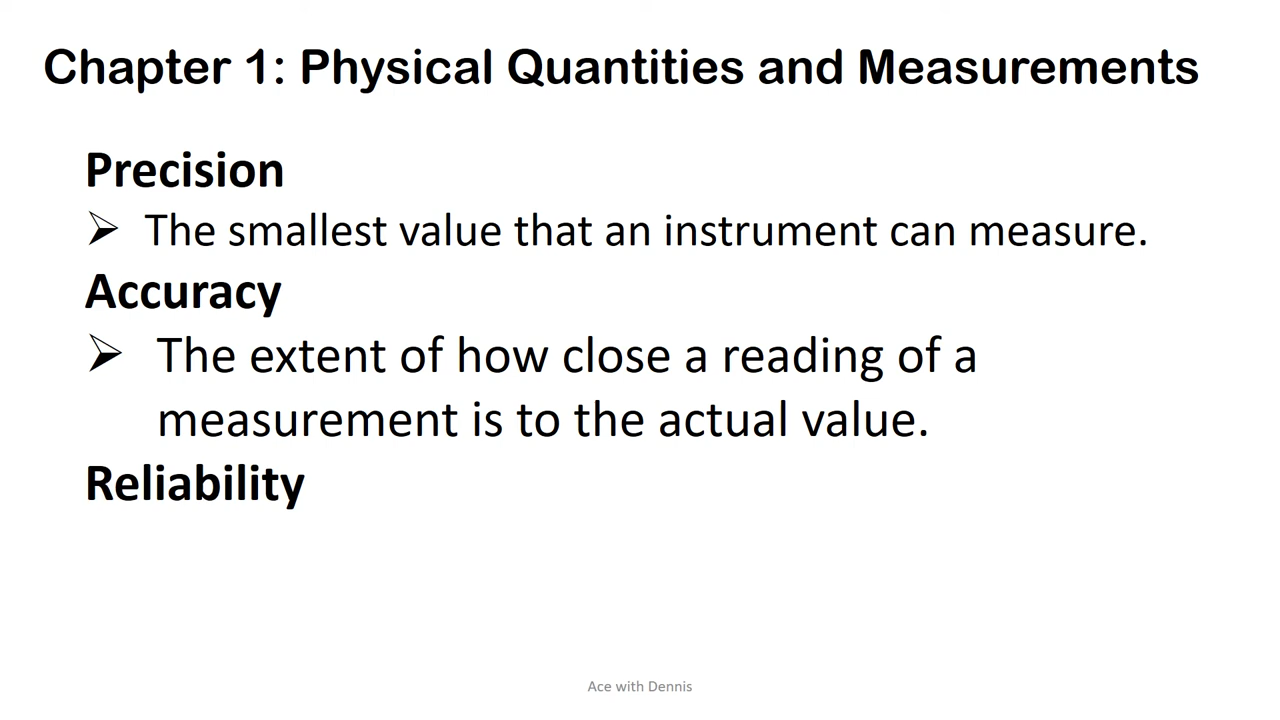 Chapter 1: Physical Quantities and Measurements
Precision
➢ The smallest value that an instrument can measure.
Accuracy
➢ The extent of how close a reading of a
measurement is to the actual value.
Reliability
Ace with Dennis